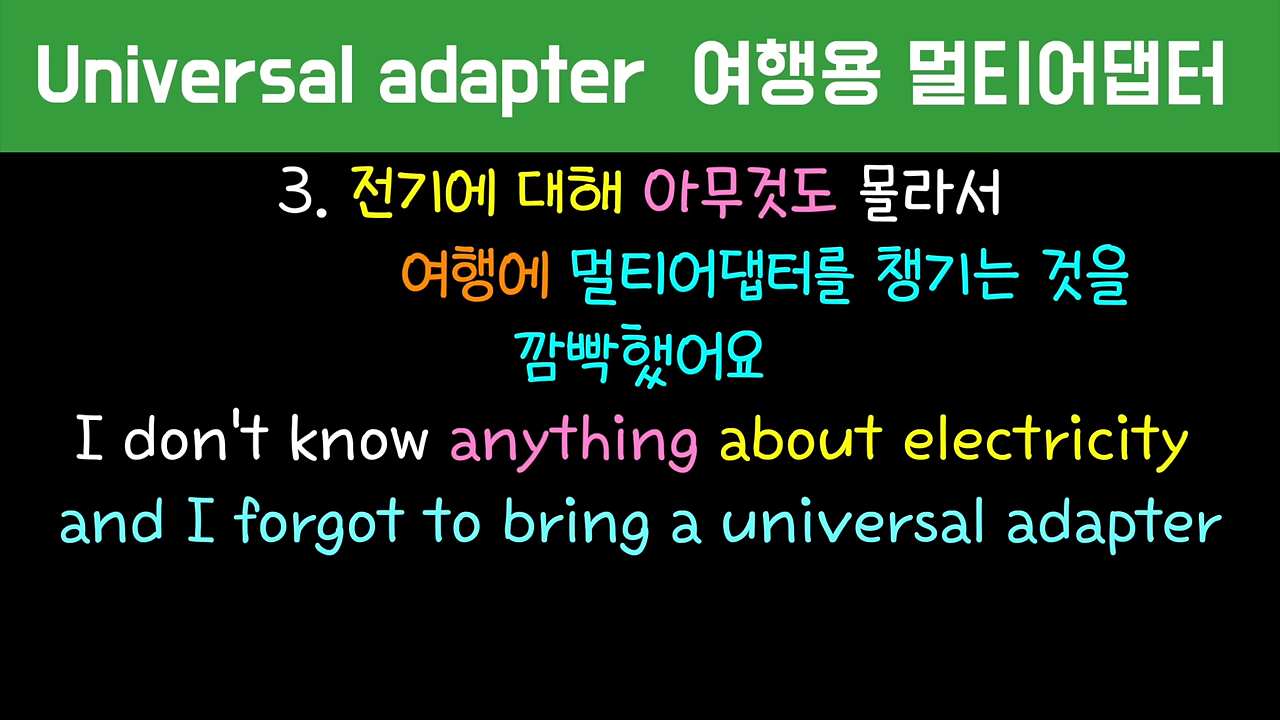 Universal adapter 여행용 멀티어댑터
3. 전기에 대해 아무것도 몰라서
여행에 멀티어댑터를 챙기는 것을
깜빡했어요
I don't know anything about electricity
and I forgot to bring a universal adapter